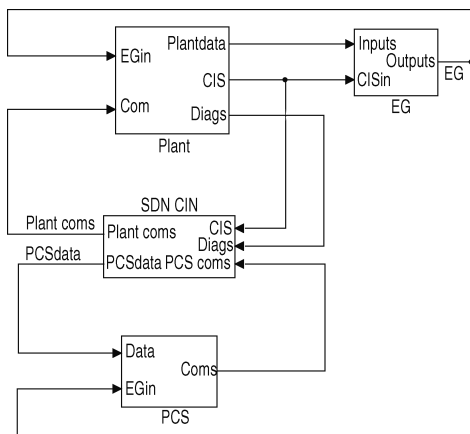 Plantdata
EGin
CIS
Com
Diags
Plant
Inputs
Outputs
CISin
EG
EG
SDN CIN
Plant coms
Plant coms
CIS
Diags
PCSdata
PCSdata PCS coms
Data
Coms
EGin
PCS